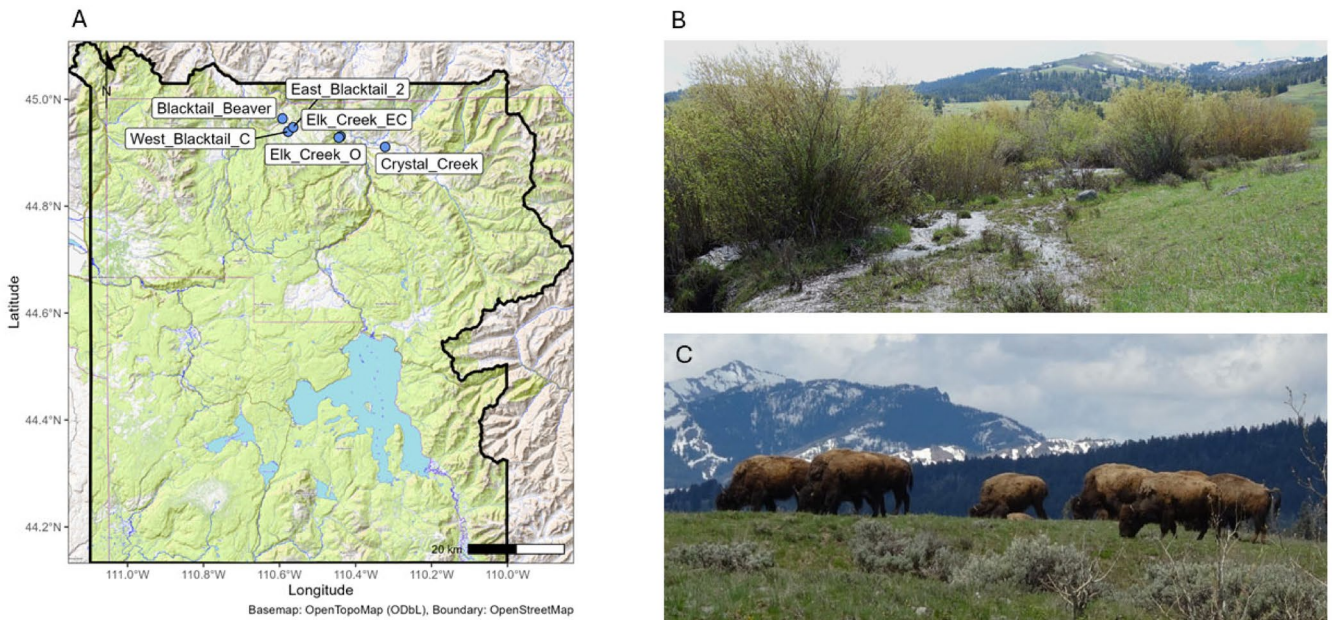 A
N
45.0°N
44.8°N
44.6°N
44.4°N
44.2°N
Latitude
East_Blacktail_2
Blacktail_Beaver
Elk_Creek_EC
West_Blacktail_C
Elk_Creek_O
Crystal_Creek
20 km
111.0°W 110.8°W 110.6°W 110.4°W 110.2°W 110.0°W
Longitude
Basemap: OpenTopoMap (ODbL), Boundary: OpenStreetMap
B
C